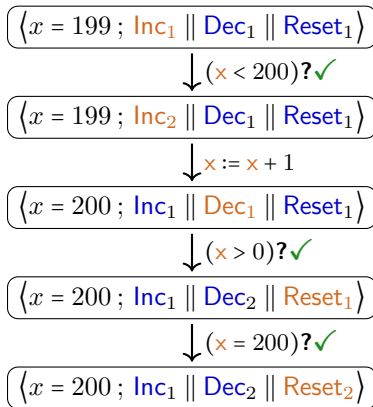 ⟨x = 199 ; Inc₁ || Dec₁ || Reset₁⟩
(x < 200)?✓
⟨x = 199 ; Inc₂ || Dec₁ || Reset₁⟩
x := x + 1
⟨x = 200 ; Inc₁ || Dec₁ || Reset₁⟩
(x > 0)?✓
⟨x = 200 ; Inc₁ || Dec₂ || Reset₁⟩
(x = 200)?✓
⟨x = 200 ; Inc₁ || Dec₂ || Reset₂⟩